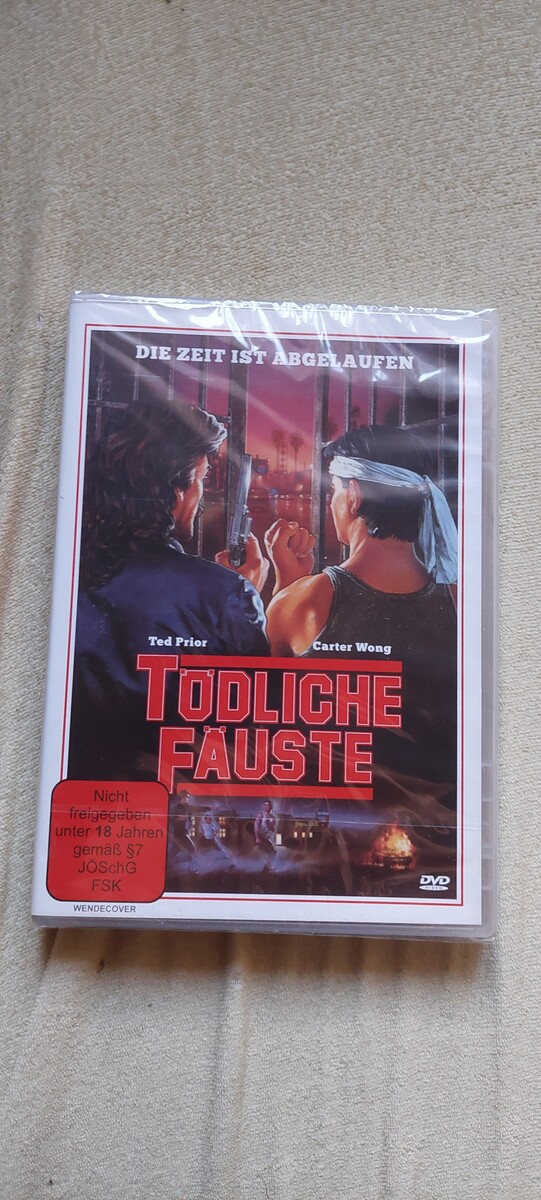 DIE ZEIT IST ABGELAUFEN
Ted Prior
Carter Wong
TÖDLICHE
FÄUSTE
Nicht
freigegeben
unter 18 Jahren
gemäß §7
JÖSchG
FSK
DVD
VIDEO
WENDECOVER